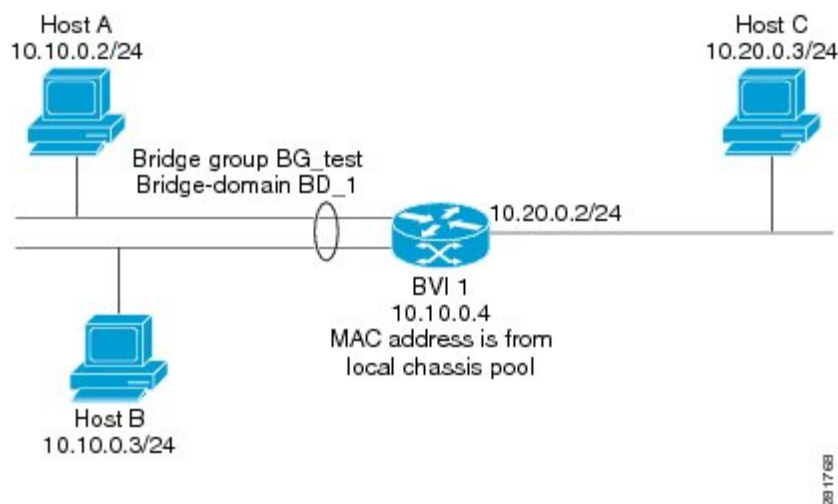 Host A
10.10.0.2/24
Host C
10.20.0.3/24
Bridge group BG_test
Bridge-domain BD_1
10.20.0.2/24
BVI 1
10.10.0.4
MAC address is from
local chassis pool
Host B
10.10.0.3/24
281768